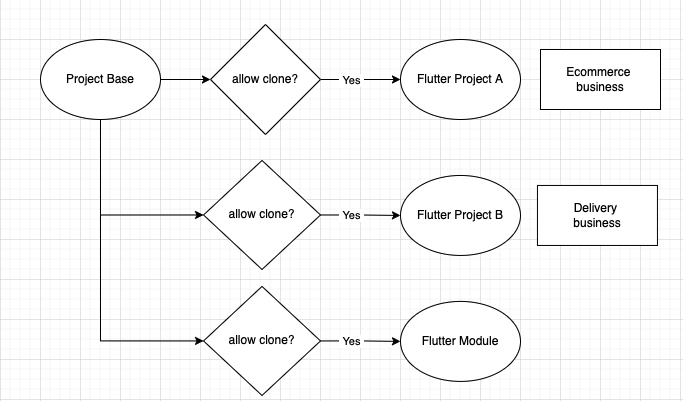 Project Base
allow clone?
Yes
Flutter Project A
Ecommerce
business
allow clone?
Yes
Flutter Project B
Delivery
business
allow clone?
Yes
Flutter Module